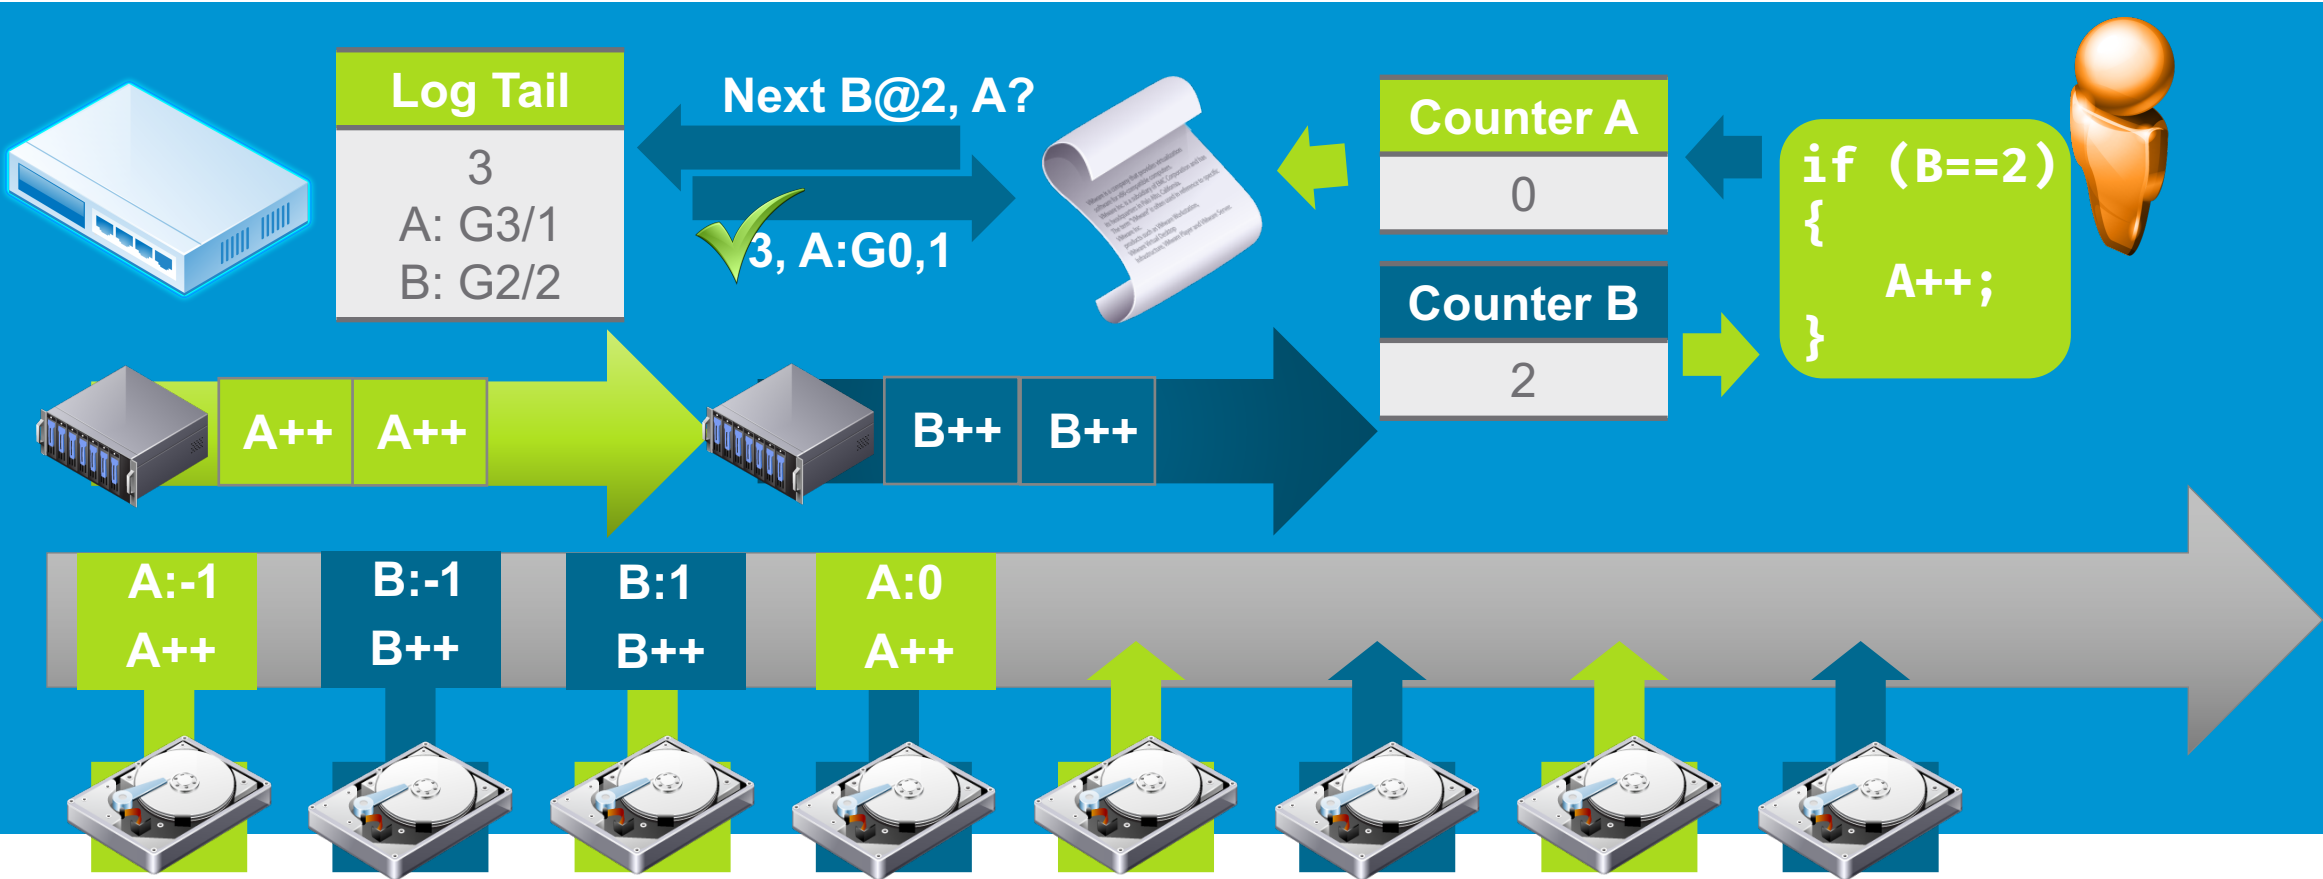 Log Tail
3
A: G3/1
B: G2/2
Next B@2, A?
3, A:G0,1
Counter A
0
Counter B
2
if (B==2)
{
A++;
}
A++
A++
B++
B++
A:-1
A++
B:-1
B++
B:1
B++
A:0
A++